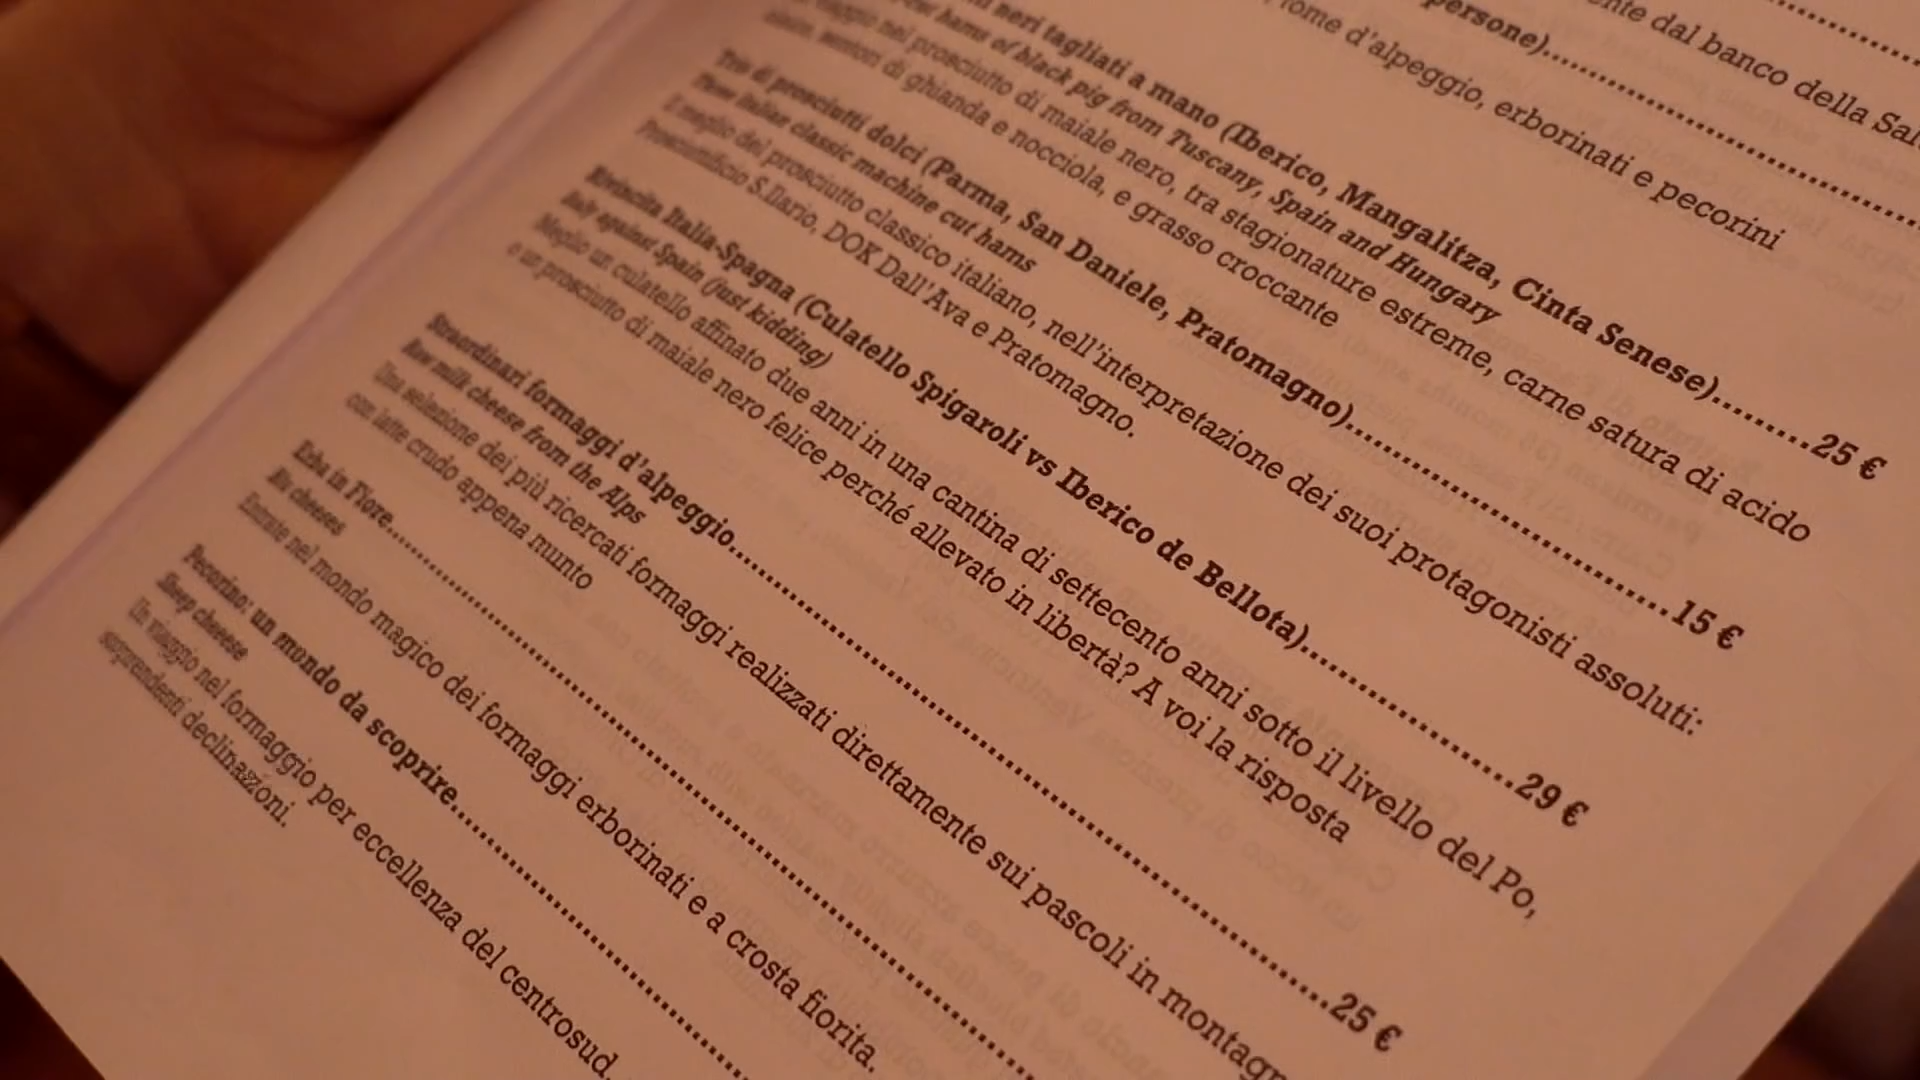 nte dal banco della Sal
persone)
tome d'alpeggio, erborinati e pecorini
neri tagliati a mano (Iberico, Mangalitza, Cinta Senese)..........25 €
hams of black pig from Tuscany, Spain and Hungary
viaggio nel prosciutto di maiale nero, tra stagionature estreme, carne satura di acido
sentori di ghianda e nocciola, e grasso croccante
Tris di prosciutti dolci (Parma, San Daniele, Pratomagno)..........15 €
Three Italian classic machine cut hams
Il meglio del prosciutto classico italiano, nell'interpretazione dei suoi protagonisti assoluti:
Prosciuttificio S.Ilario, DOK Dall'Ava e Pratomagno.
Rivincita Italia-Spagna (Culatello Spigaroli vs Iberico de Bellota)..........29 €
Italy against Spain (just kidding)
Meglio un culatello affinato due anni in una cantina di settecento anni sotto il livello del Po,
o un prosciutto di maiale nero felice perché allevato in libertà? A voi la risposta
Straordinari formaggi d'alpeggio..........25 €
Raw milk cheese from the Alps
Una selezione dei più ricercati formaggi realizzati direttamente sui pascoli in montagn
con latte crudo appena munto
Erba in Fiore..........
Blu cheeses
Entrate nel mondo magico dei formaggi erborinati e a crosta fiorita.
Pecorino: un mondo da scoprire..........
Sheep cheese
Un viaggio nel formaggio per eccellenza del centrosud,
sorprendenti declinazioni.